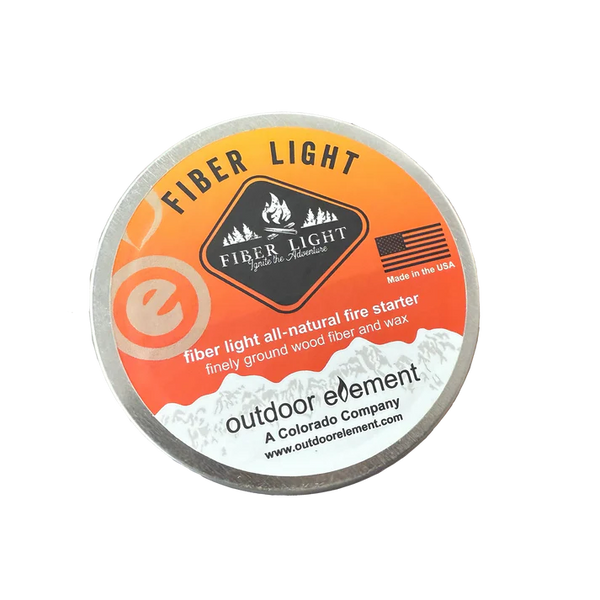 FIBER LIGHT
FIBER LIGHT
Ignite the Adventure
Made in the USA
e
fiber light all-natural fire starter
finely ground wood fiber and wax
outdoor element
A Colorado Company
www.outdoorelement.com